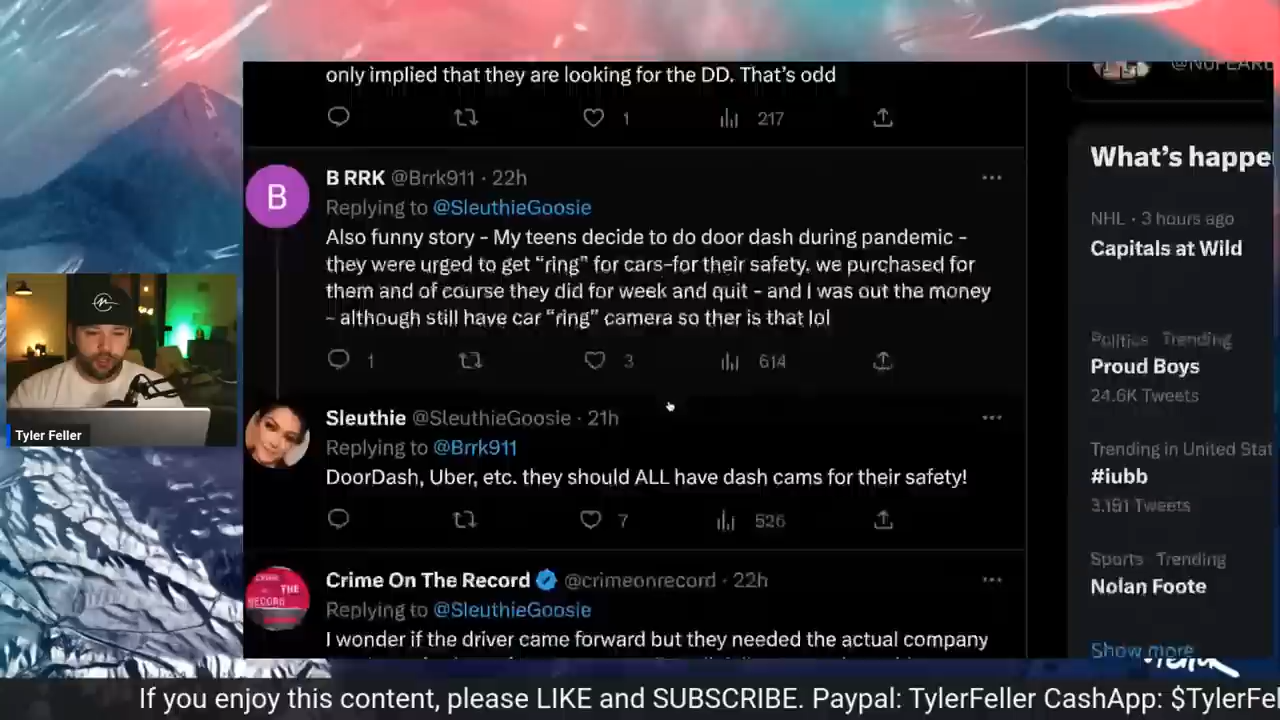 only implied that they are looking for the DD. That's odd
1
217
B
B RRK @Brrk911 · 22h
Replying to @SleuthieGoosie
Also funny story - My teens decide to do door dash during pandemic -
they were urged to get "ring" for cars-for their safety, we purchased for
them and of course they did for week and quit - and I was out the money
- although still have car "ring" camera so ther is that lol
1
3
614
Sleuthie @SleuthieGoosie · 21h
Replying to @Brrk911
DoorDash, Uber, etc. they should ALL have dash cams for their safety!
7
526
THE
RECORD
Crime On The Record @crimeonrecord · 22h
Replying to @SleuthieGoosie
I wonder if the driver came forward but they needed the actual company
What's happe
NHL · 3 hours ago
Capitals at Wild
Politics Trending
Proud Boys
24.6K Tweets
Trending in United Stat
#iubb
3,191 Tweets
Sports Trending
Nolan Foote
Show more
Tyler Feller
If you enjoy this content, please LIKE and SUBSCRIBE. Paypal: TylerFeller CashApp: $TylerFel